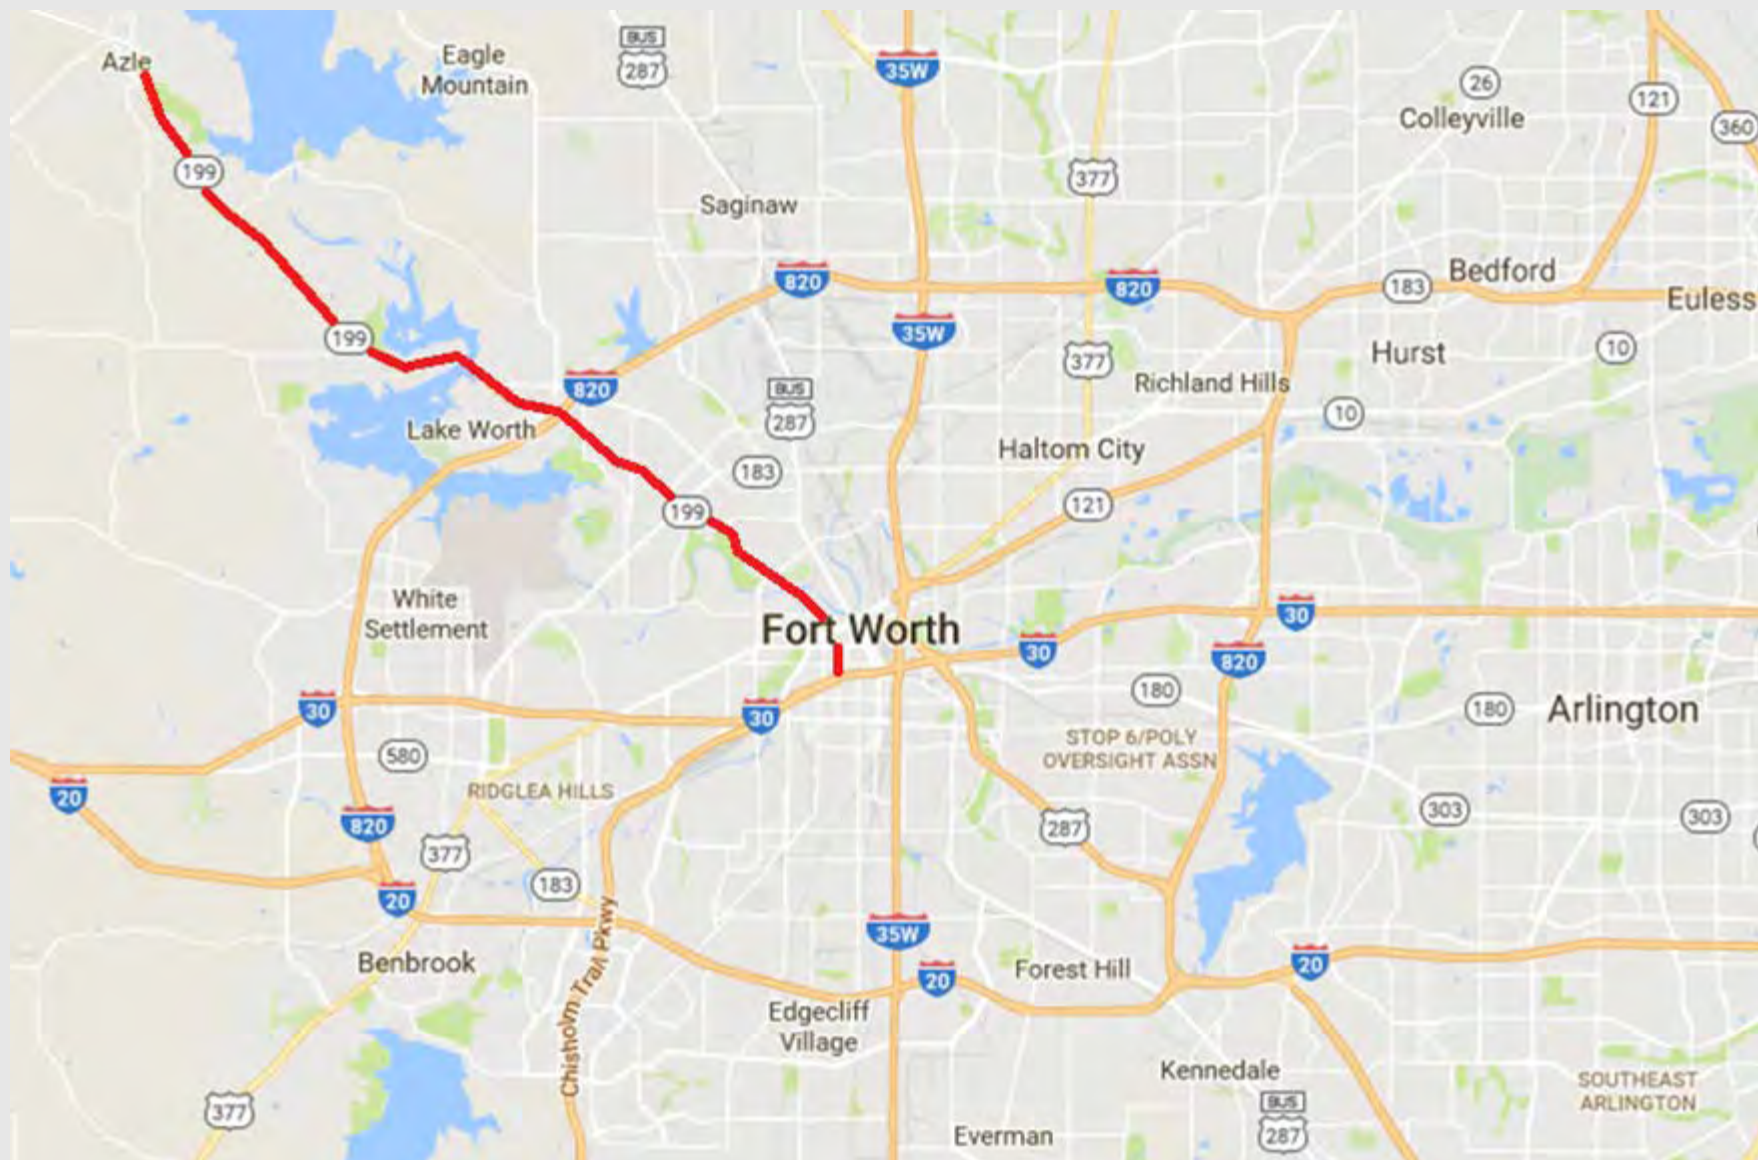 Azle
Eagle
Mountain
BUS
287
35W
26
Colleyville
121
360
199
377
Saginaw
820
820
183
Bedford
Euless
199
35W
377
Hurst
10
820
BUS
287
Richland Hills
10
Lake Worth
183
Haltom City
199
121
White
Settlement
Fort Worth
30
30
820
30
30
180
180
Arlington
580
20
STOP 6/POLY
OVERSIGHT ASSN
RIDGLEA HILLS
303
303
820
377
287
183
20
Chisholm Trail Pkwy
35W
20
Benbrook
Forest Hill
20
Edgecliff
Village
377
Kennedale
BUS
287
SOUTHEAST
ARLINGTON
Everman